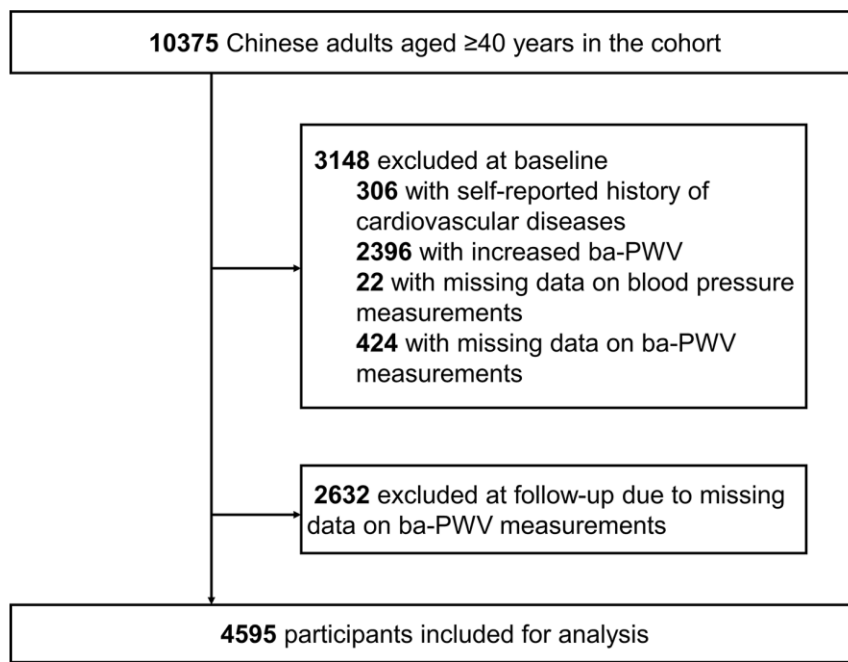 10375 Chinese adults aged ≥40 years in the cohort
3148 excluded at baseline
306 with self-reported history of
cardiovascular diseases
2396 with increased ba-PWV
22 with missing data on blood pressure
measurements
424 with missing data on ba-PWV
measurements
2632 excluded at follow-up due to missing
data on ba-PWV measurements
4595 participants included for analysis